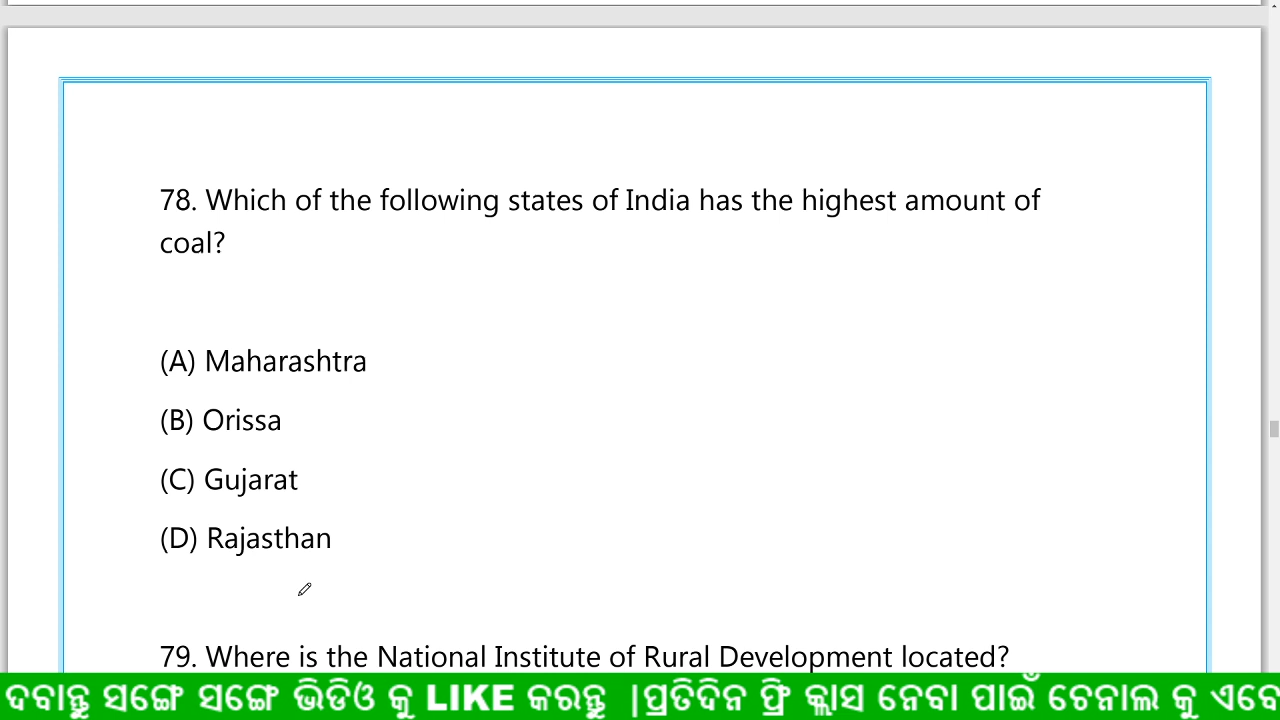 78. Which of the following states of India has the highest amount of
coal?
(A) Maharashtra
(B) Orissa
(C) Gujarat
(D) Rajasthan
79. Where is the National Institute of Rural Development located?
ଦବାନ୍ତୁ ସଙ୍ଗେ ସଙ୍ଗେ ଭିଡିଓ କୁ LIKE କରନ୍ତୁ |ପ୍ରତିଦିନ ଫ୍ରି କ୍ଲାସ ନେବା ପାଇଁ ଚେନାଲ କୁ ଏବେ